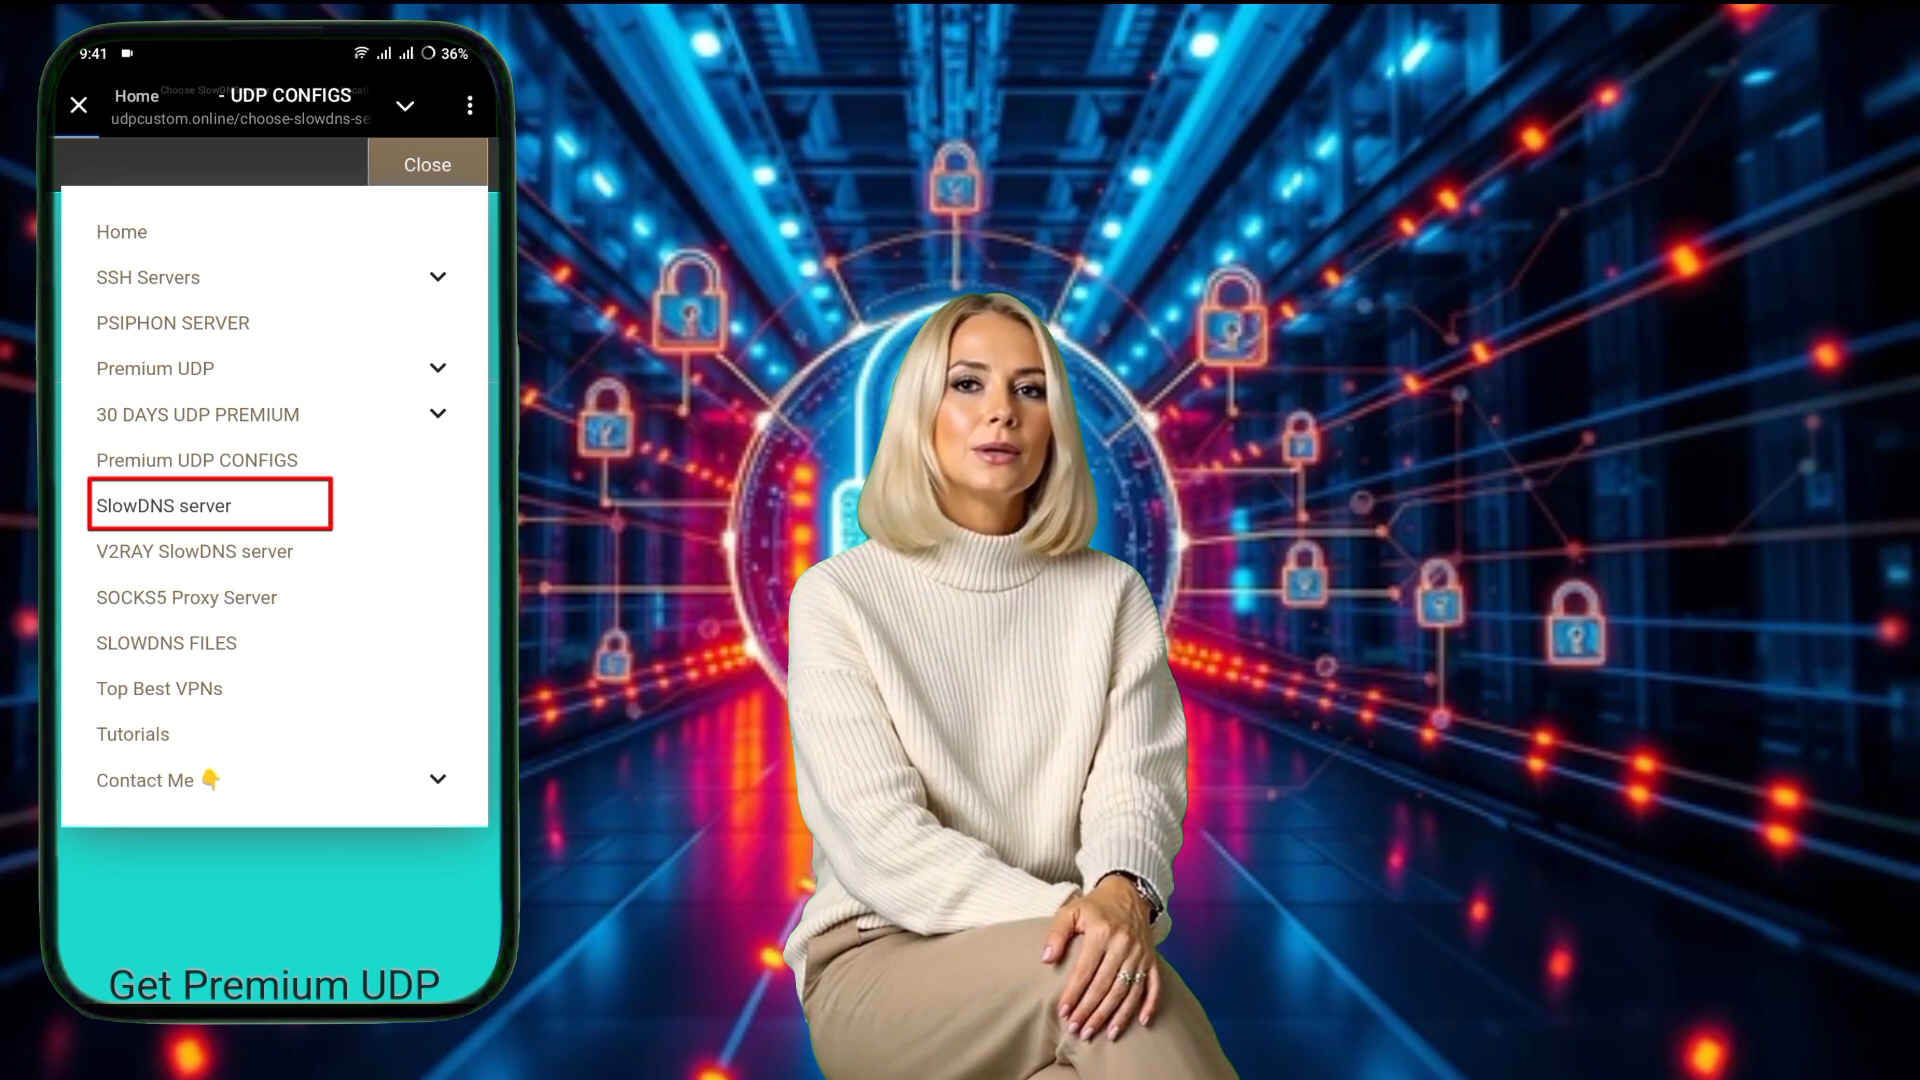 9:41
36%
Home - UDP CONFIGS
udpcustom.online/choose-slowdns-se
Close
Home
SSH Servers
PSIPHON SERVER
Premium UDP
30 DAYS UDP PREMIUM
Premium UDP CONFIGS
SlowDNS server
V2RAY SlowDNS server
SOCKS5 Proxy Server
SLOWDNS FILES
Top Best VPNs
Tutorials
Contact Me 👇
Get Premium UDP